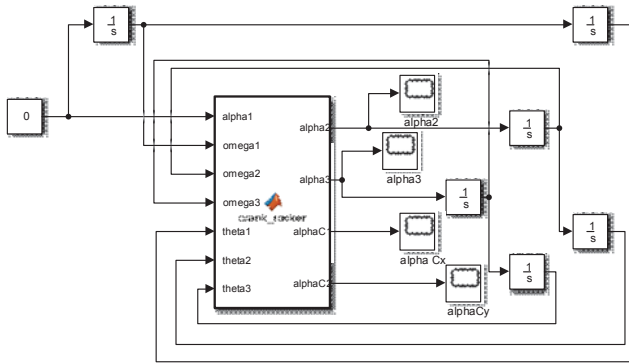 1
s
1
s
0
alpha1
omega1
omega2
omega3
theta1
theta2
theta3
crank_rocker
alpha2
alpha3
alphaC1
alphaC2
alpha2
alpha3
alpha Cx
alphaCy
1
s
1
s
1
s
1
s